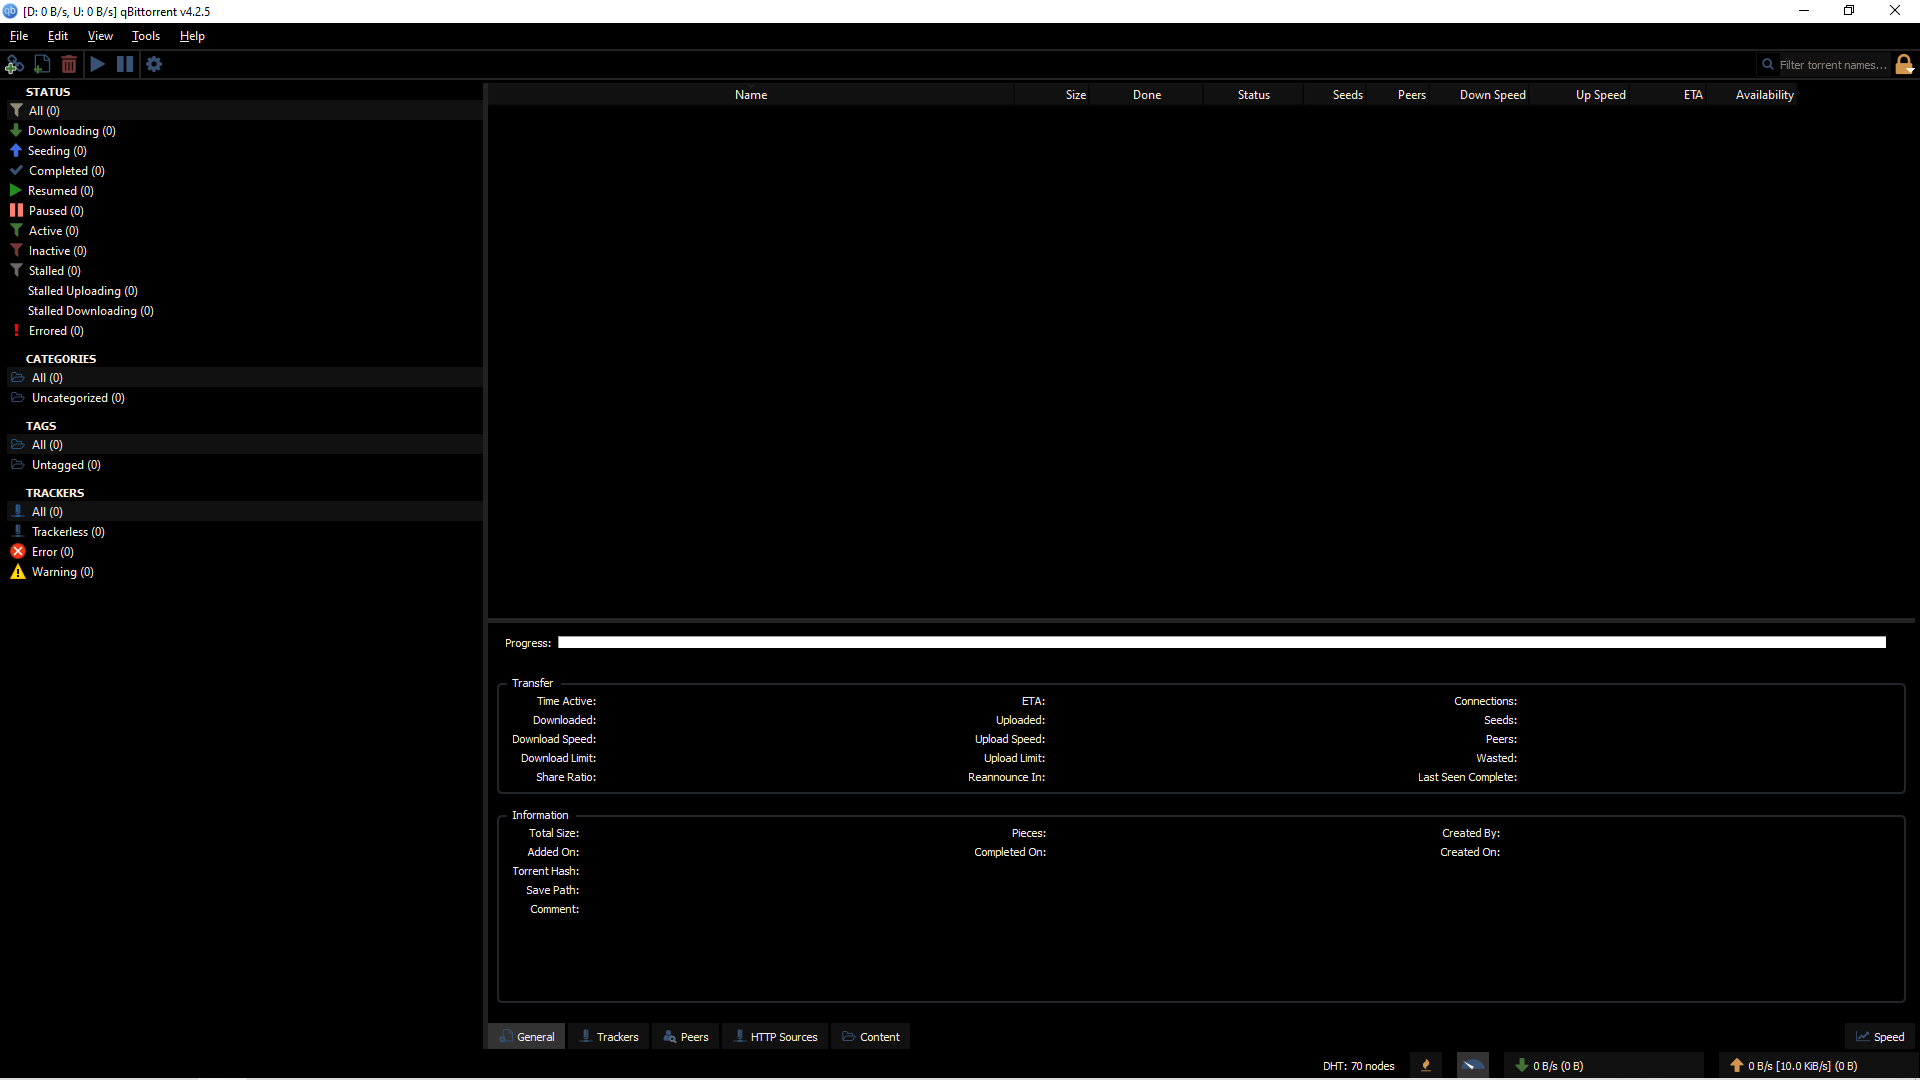 [D: 0 B/s, U: 0 B/s] qBittorrent v4.2.5
File Edit View Tools Help
Filter torrent names...
STATUS
All (0)
Downloading (0)
Seeding (0)
Completed (0)
Resumed (0)
Paused (0)
Active (0)
Inactive (0)
Stalled (0)
Stalled Uploading (0)
Stalled Downloading (0)
Errored (0)
CATEGORIES
All (0)
Uncategorized (0)
TAGS
All (0)
Untagged (0)
TRACKERS
All (0)
Trackerless (0)
Error (0)
Warning (0)
Name Size Done Status Seeds Peers Down Speed Up Speed ETA Availability
Progress:
Transfer
Time Active: ETA: Connections:
Downloaded: Uploaded: Seeds:
Download Speed: Upload Speed: Peers:
Download Limit: Upload Limit: Wasted:
Share Ratio: Reannounce In: Last Seen Complete:
Information
Total Size: Pieces: Created By:
Added On: Completed On: Created On:
Torrent Hash:
Save Path:
Comment:
General Trackers Peers HTTP Sources Content Speed
DHT: 70 nodes 0 B/s (0 B) 0 B/s [10.0 KiB/s] (0 B)